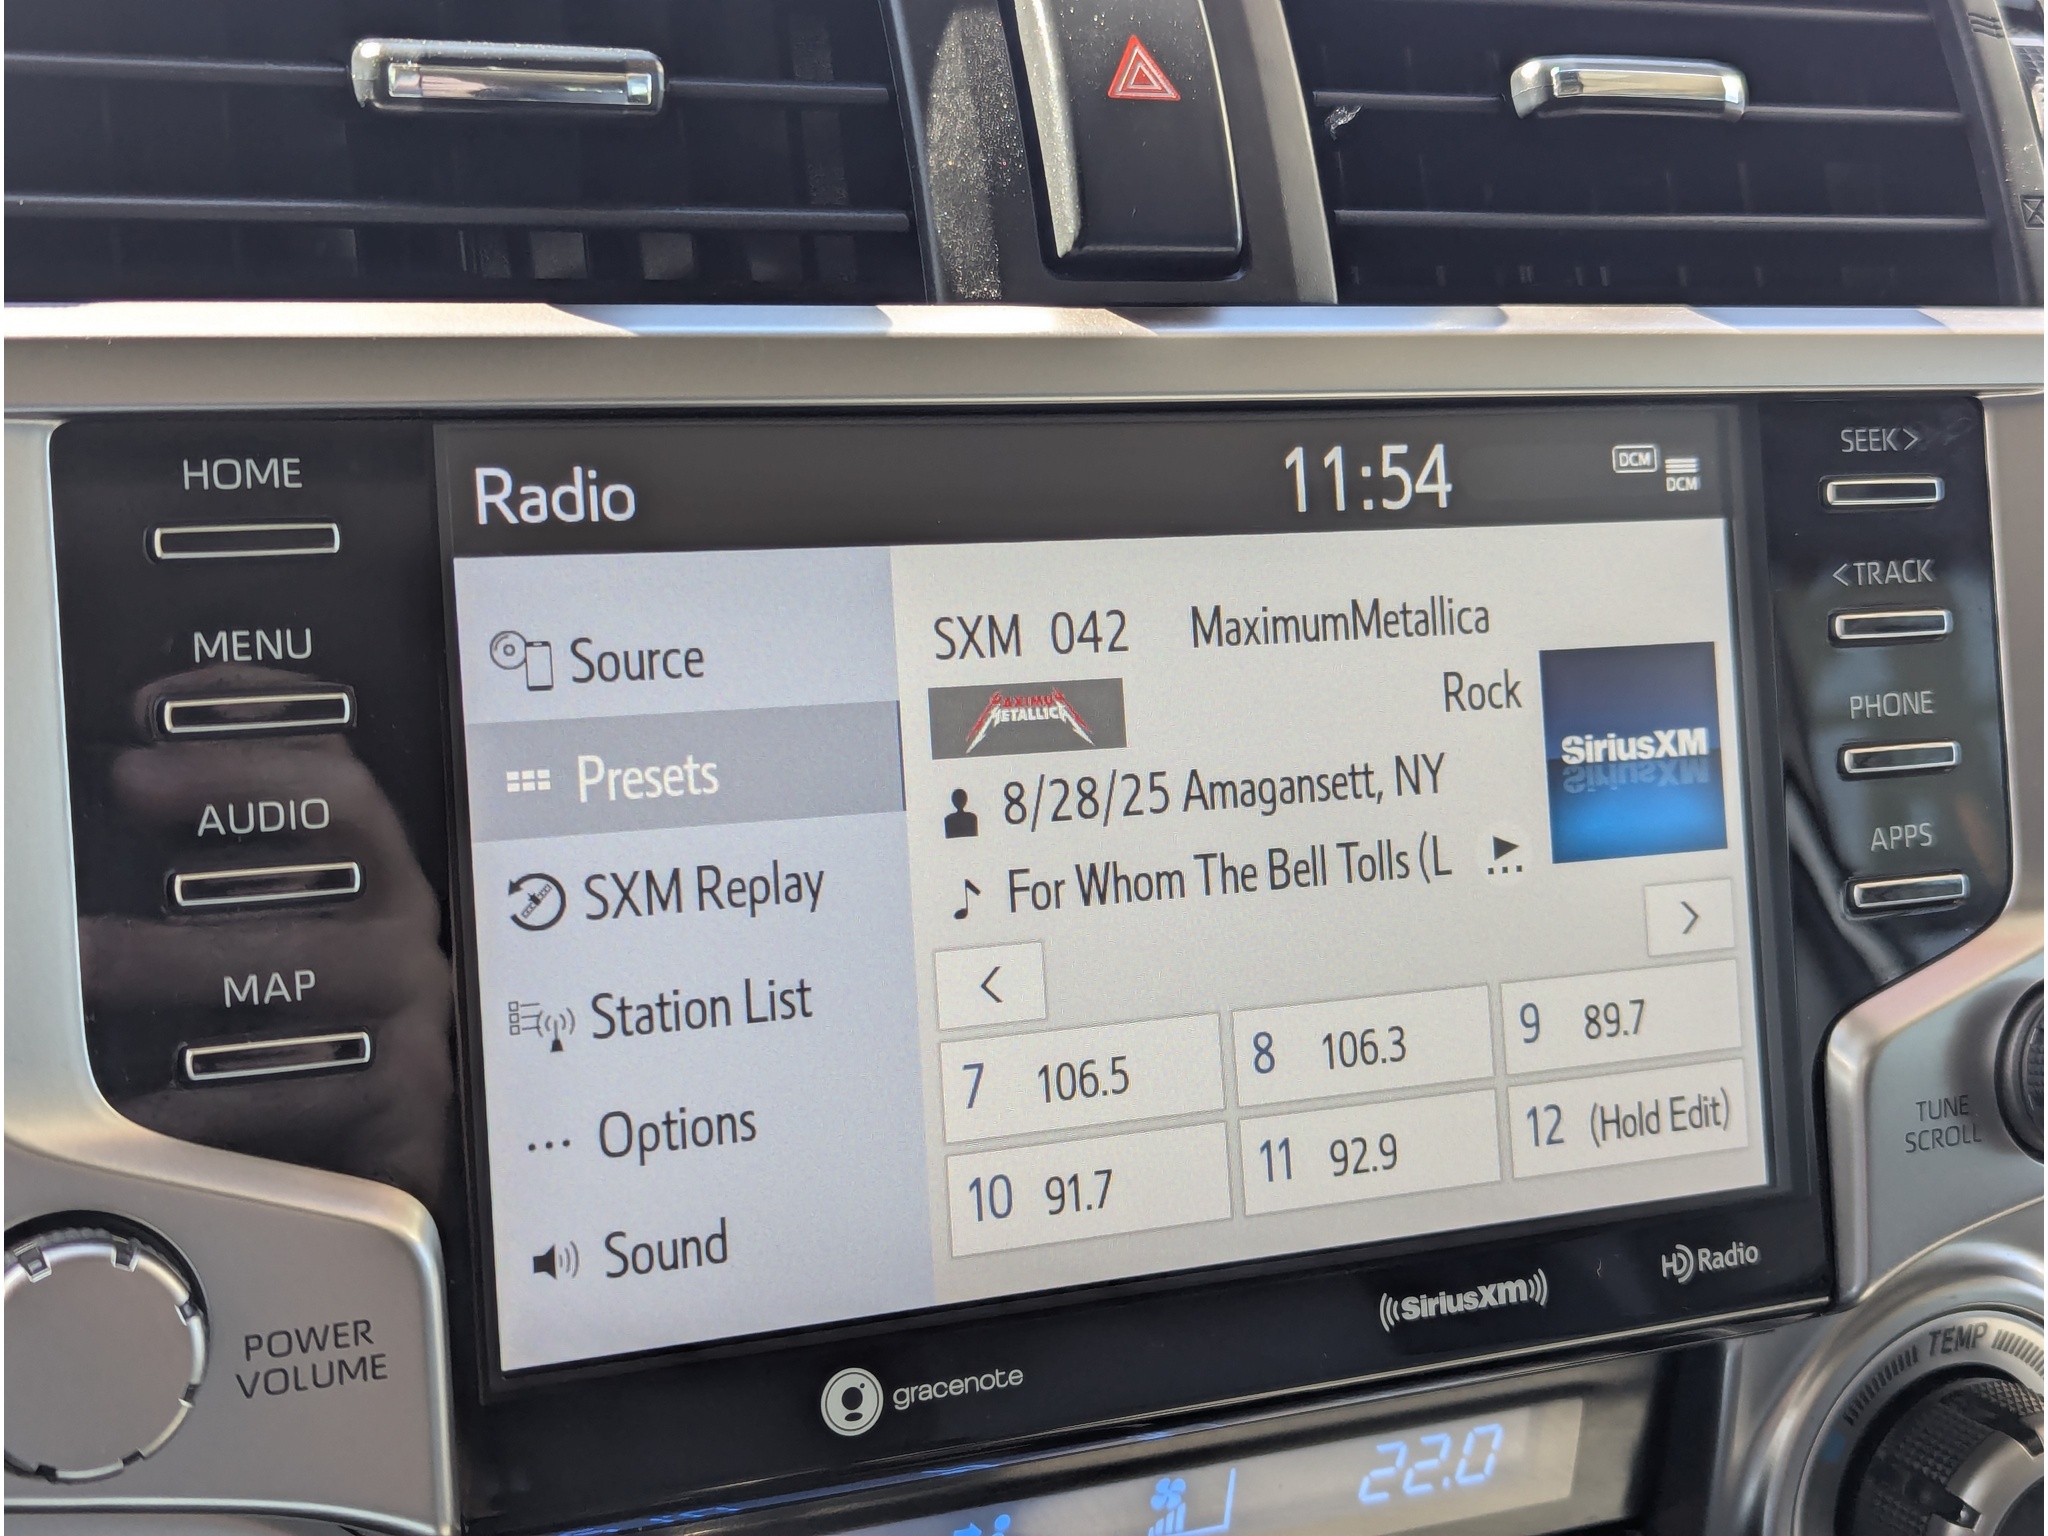 HOME
MENU
AUDIO
MAP
POWER
VOLUME
Radio
11:54
DCM
DCM
Source
Presets
SXM Replay
Station List
... Options
Sound
SXM 042 MaximumMetallica
Rock
MAXIMUM
METALLICA
SiriusXM
8/28/25 Amagansett, NY
For Whom The Bell Tolls (L
<
>
7 106.5
8 106.3
9 89.7
10 91.7
11 92.9
12 (Hold Edit)
SEEK>
<TRACK
PHONE
APPS
TUNE
SCROLL
gracenote
((SiriusXM))
HD Radio
TEMP
22.0